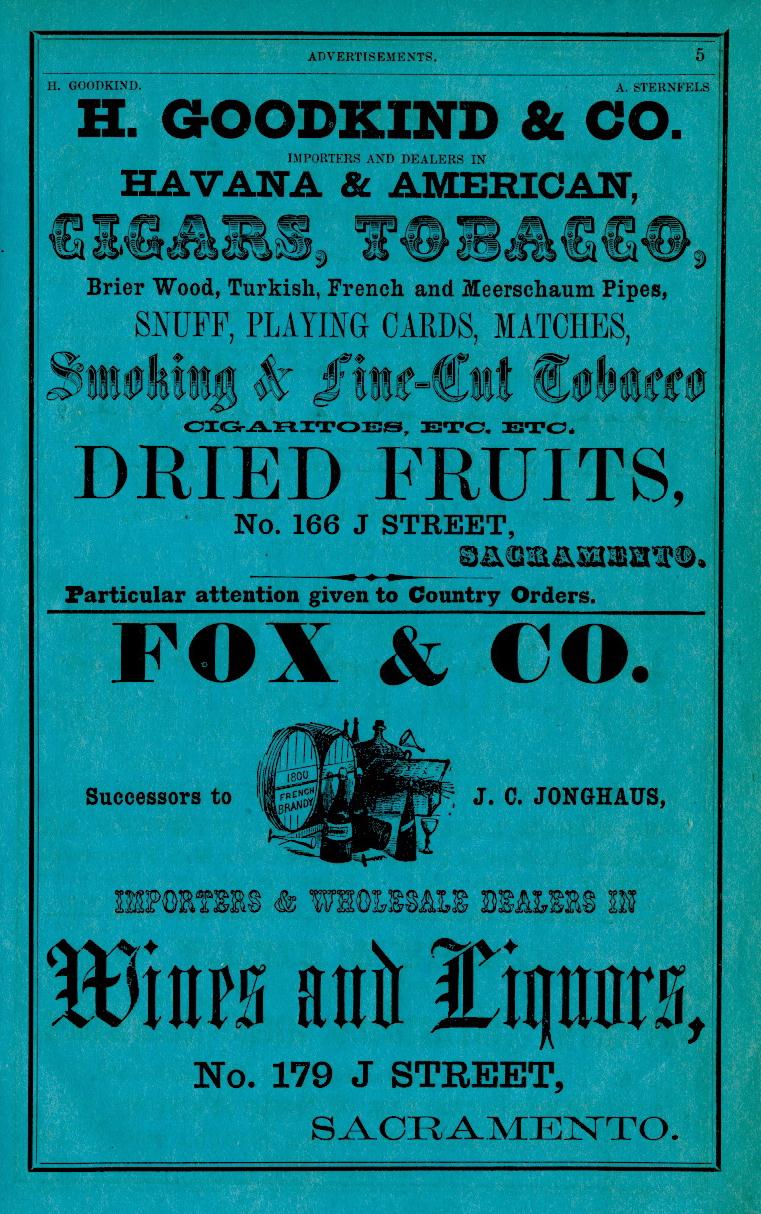 ADVERTISEMENTS. 5
H. GOODKIND. A. STERNFELS
H. GOODKIND & CO.
IMPORTERS AND DEALERS IN
HAVANA & AMERICAN,
CIGARS, TOBACCO,
Brier Wood, Turkish, French and Meerschaum Pipes,
SNUFF, PLAYING CARDS, MATCHES,
Smoking & Fine-Cut Tobacco
CIGARITOES, ETC. ETC.
DRIED FRUITS,
No. 166 J STREET,
SACRAMENTO.
Particular attention given to Country Orders.
FOX & CO.
1800
FRENCH
BRANDY
Successors to J. C. JONGHAUS,
IMPORTERS & WHOLESALE DEALERS IN
Wines and Liquors,
No. 179 J STREET,
SACRAMENTO.